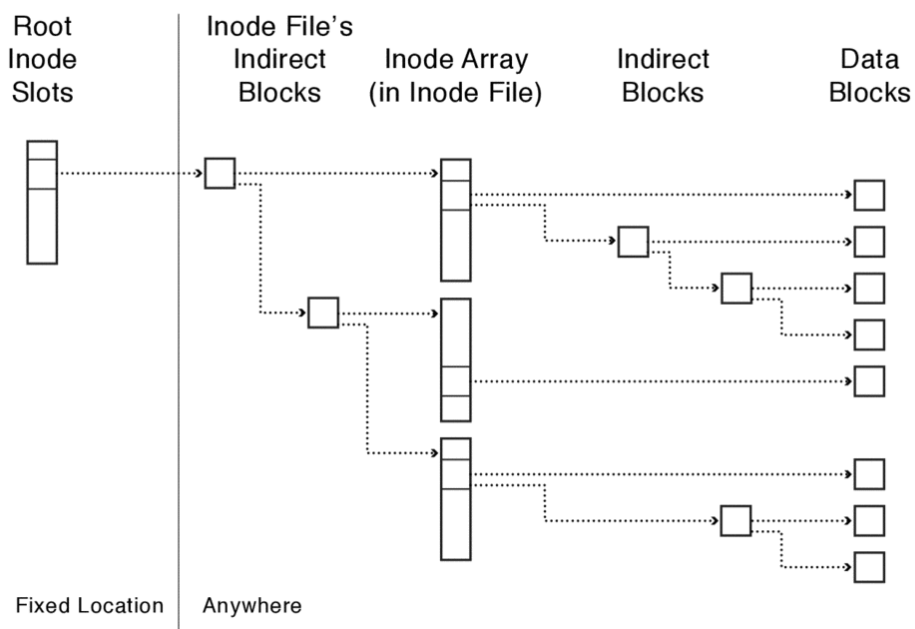 Root
Inode
Slots
Inode File's
Indirect
Blocks
Inode Array
(in Inode File)
Indirect
Blocks
Data
Blocks
Fixed Location
Anywhere